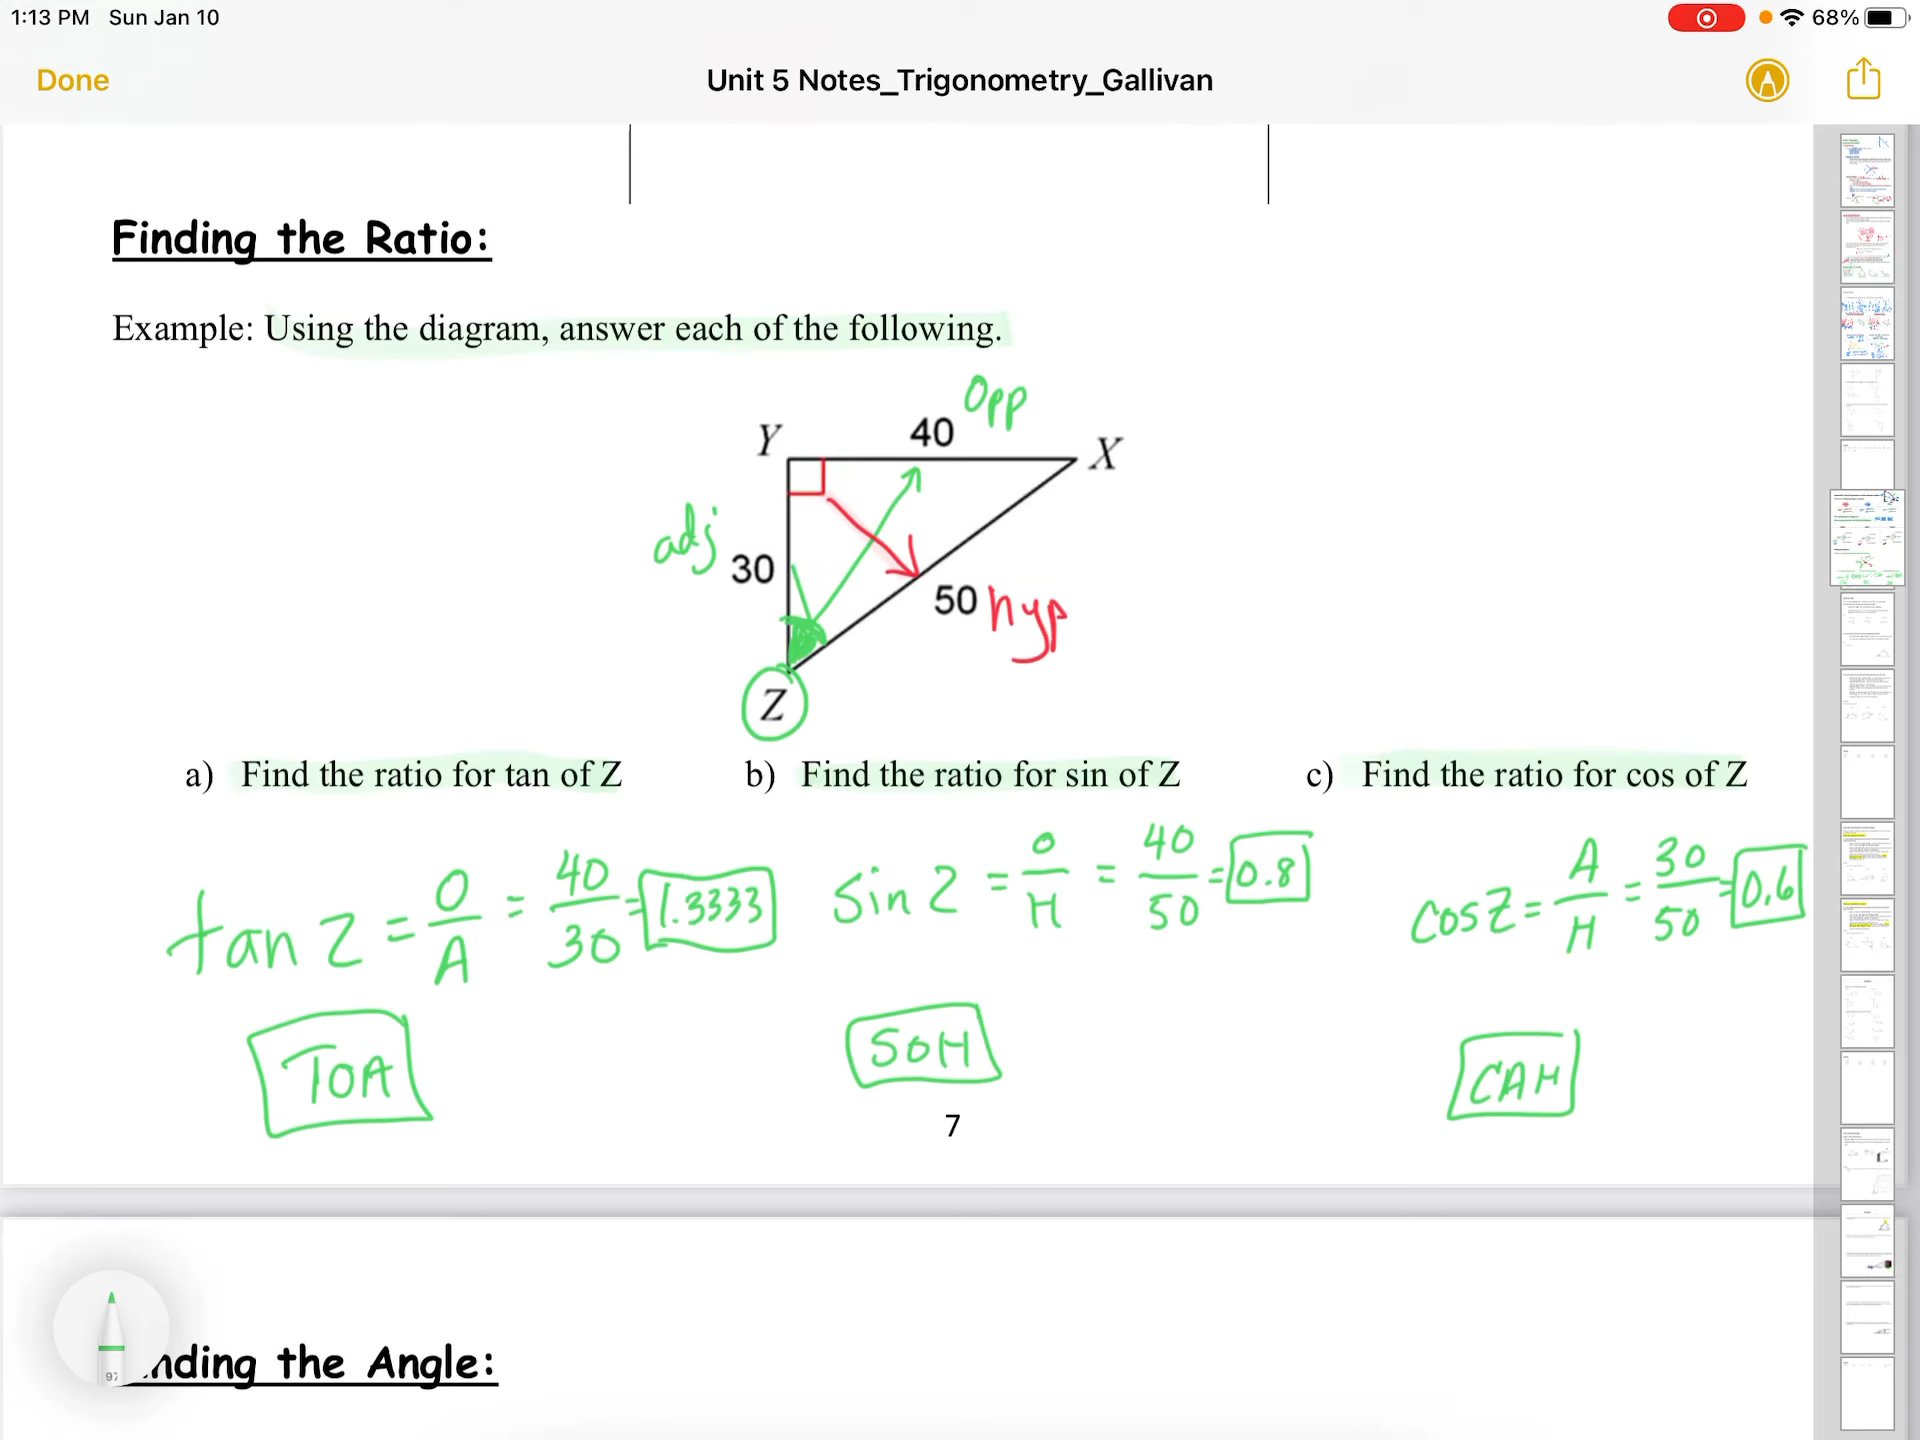 1:13 PM Sun Jan 10
68%
Done
Unit 5 Notes_Trigonometry_Gallivan
Finding the Ratio:
Example: Using the diagram, answer each of the following.
Opp
Y 40 X
adj
30
50 hyp
Z
a) Find the ratio for tan of Z
b) Find the ratio for sin of Z
c) Find the ratio for cos of Z
tan Z = O/A = 40/30 = 1.3333
sin Z = O/H = 40/50 = 0.8
cos Z = A/H = 30/50 = 0.6
TOA
SOH
CAH
7
97
nding the Angle: